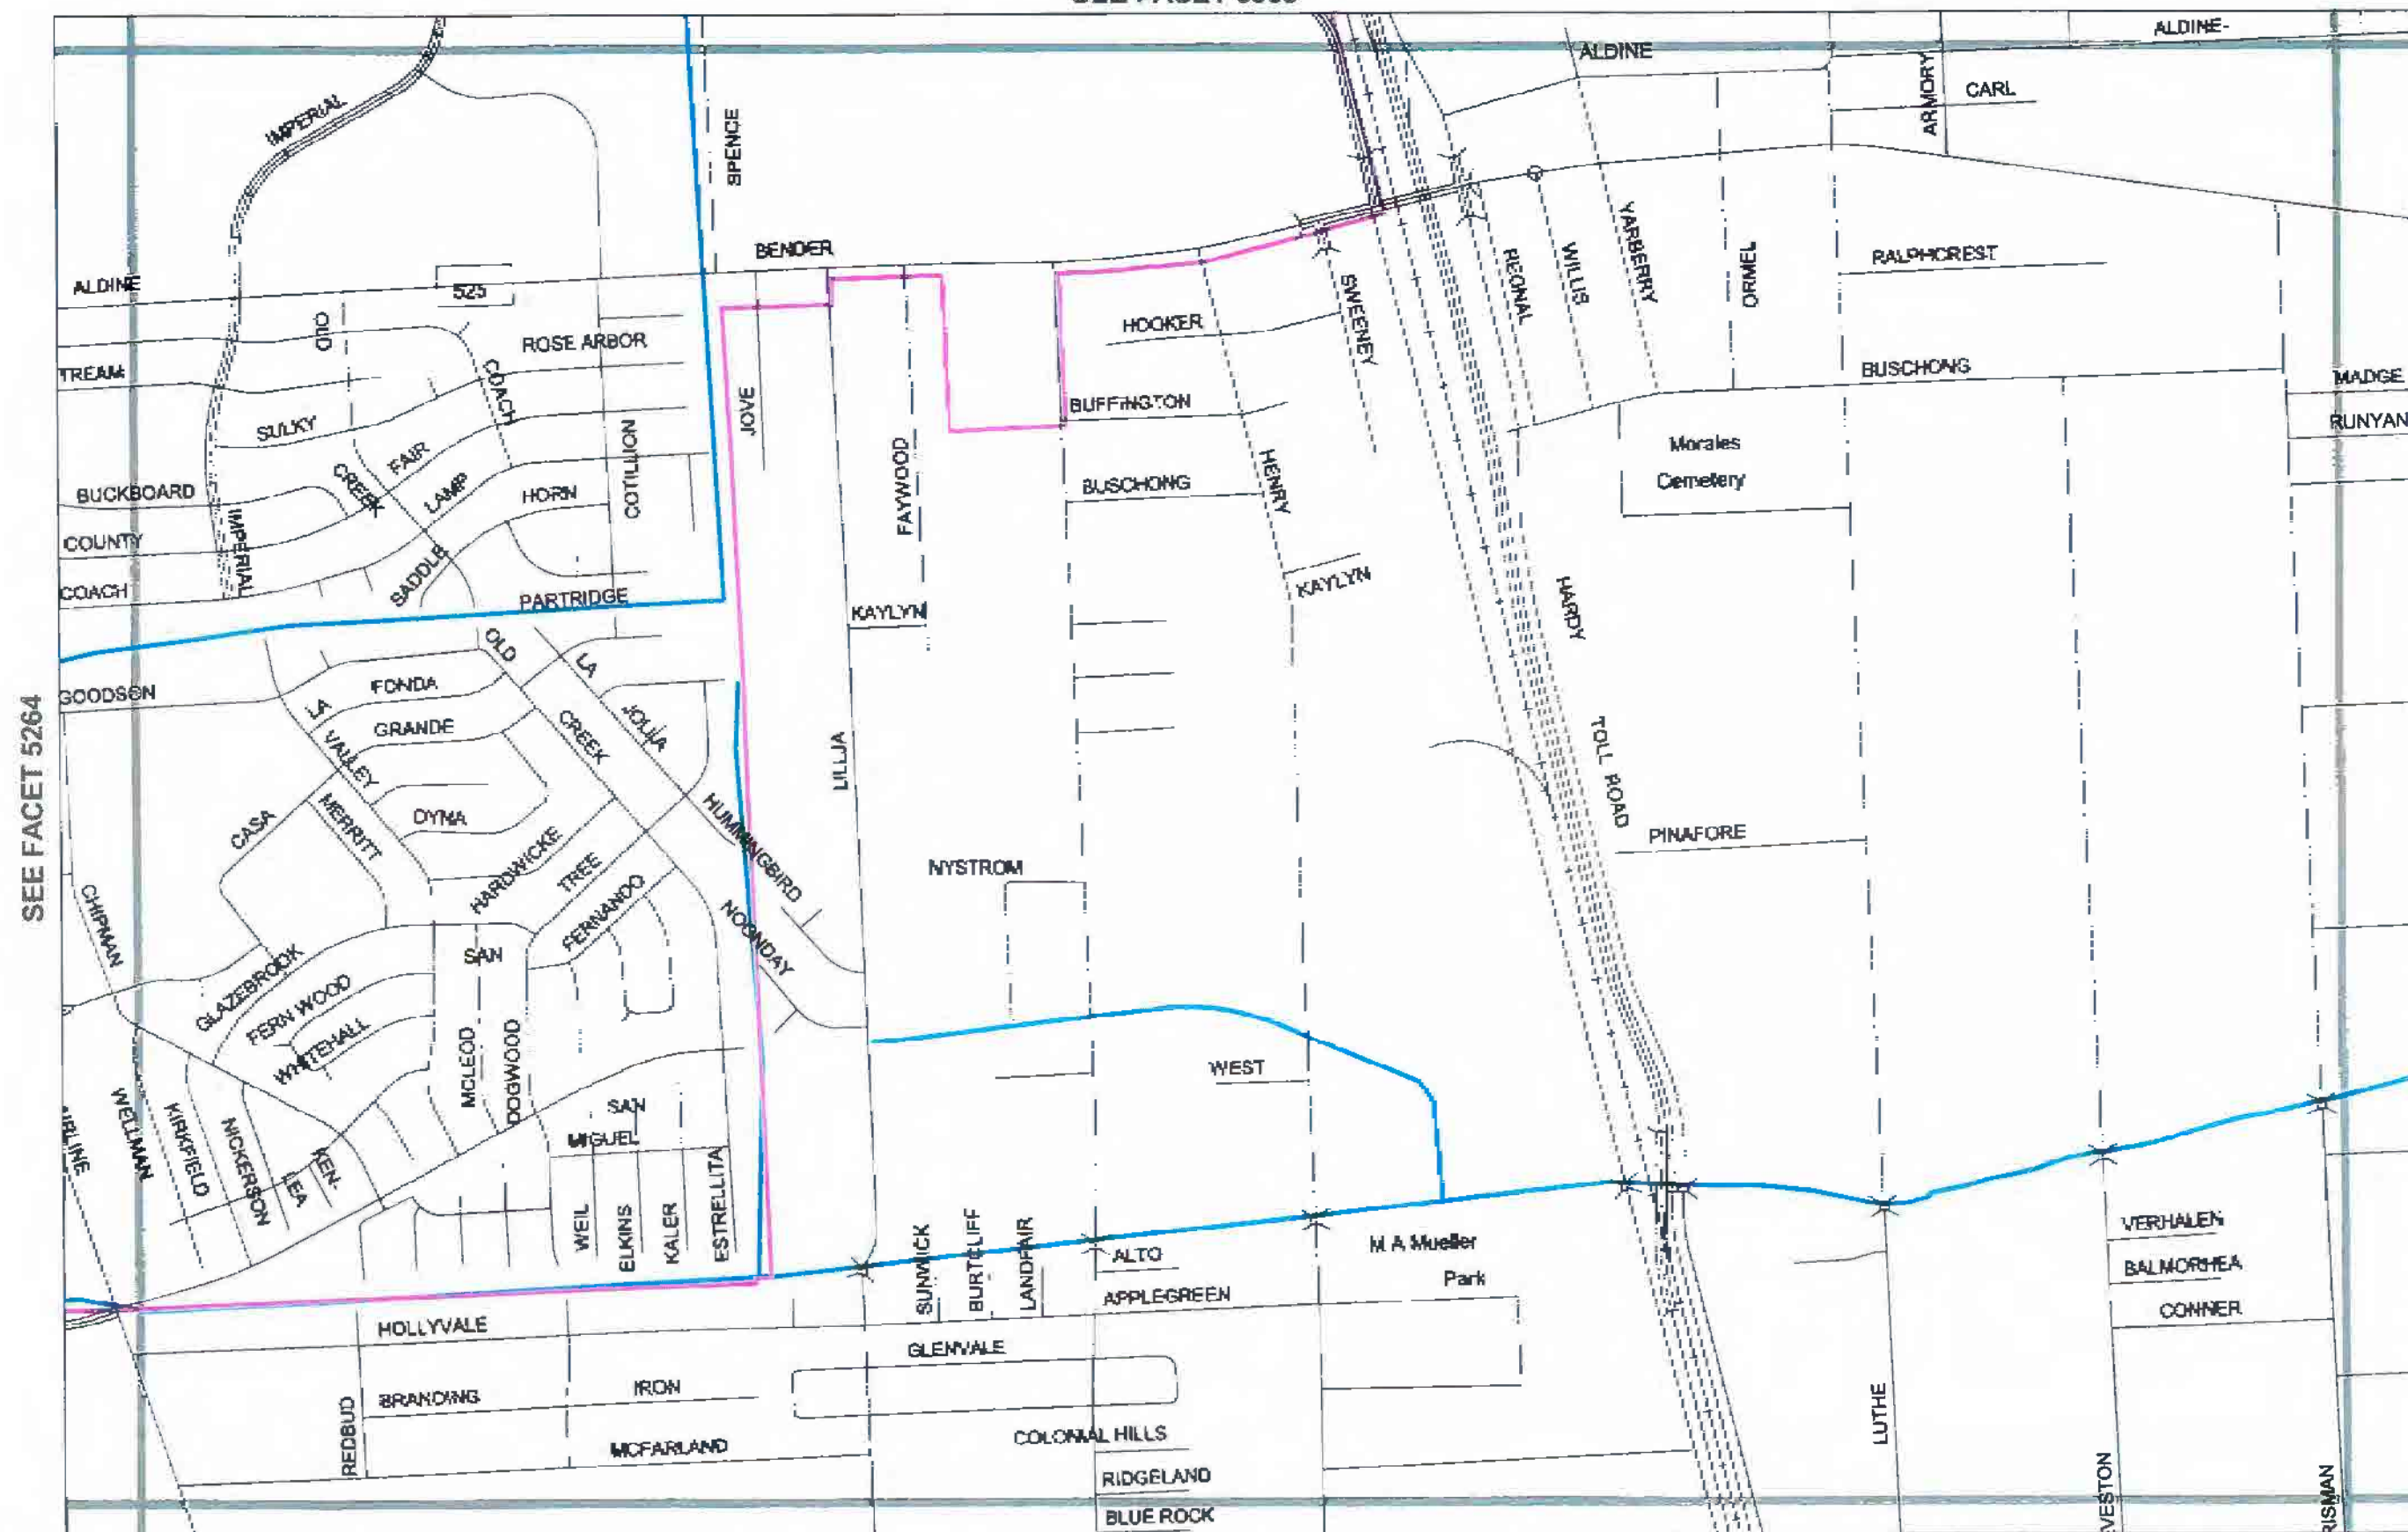 ALDINE-
ALDINE
CARL
ARMORY
IMPERIAL
SPENCE
BENDER
ALDINE
525
OLD
ROSE ARBOR
COACH
TREAM
SULKY
FAIR
CREEK
LAMP
HORN
COTILLION
BUCKBOARD
COUNTY
IMPERIAL
COACH
SADDLE
PARTRIDGE
JOVE
FAYWOOD
HOOKER
SWEENEY
REGNAL
WILLIS
YARBERRY
ORMEL
RALPHCREST
BUSCHONG
MADGE
RUNYAN
BUFFINGTON
BUSCHONG
HENRY
Morales
Cemetery
KAYLYN
KAYLYN
HARDY
TOLL ROAD
SEE FACET 5264
GOODSON
OLD
CREEK
LA
JOLLA
LA
FONDA
GRANDE
VALLEY
DYNA
CASA
MERRITT
HARDWICKE
TREE
FERNANDO
SAN
HUMMINGBIRD
NOONDAY
LILLJA
NYSTROM
PINAFORE
CHIPMAN
GLAZEBROOK
FERN WOOD
WHITEHALL
MCLEOD
DOGWOOD
WEST
WELLMAN
KIRKFIELD
NICKERSON
LEA
KEN-
SAN
MIGUEL
WEIL
ELKINS
KALER
ESTRELLITA
SUNWICK
BURTCLIFF
LANDFAIR
ALTO
APPLEGREEN
M A Mueller
Park
VERHALEN
BALMORHEA
CONNER
HOLLYVALE
GLENVALE
BRANDING
IRON
REDBUD
MCFARLAND
COLONIAL HILLS
RIDGELAND
BLUE ROCK
LUTHE
VESTON
RISMAN